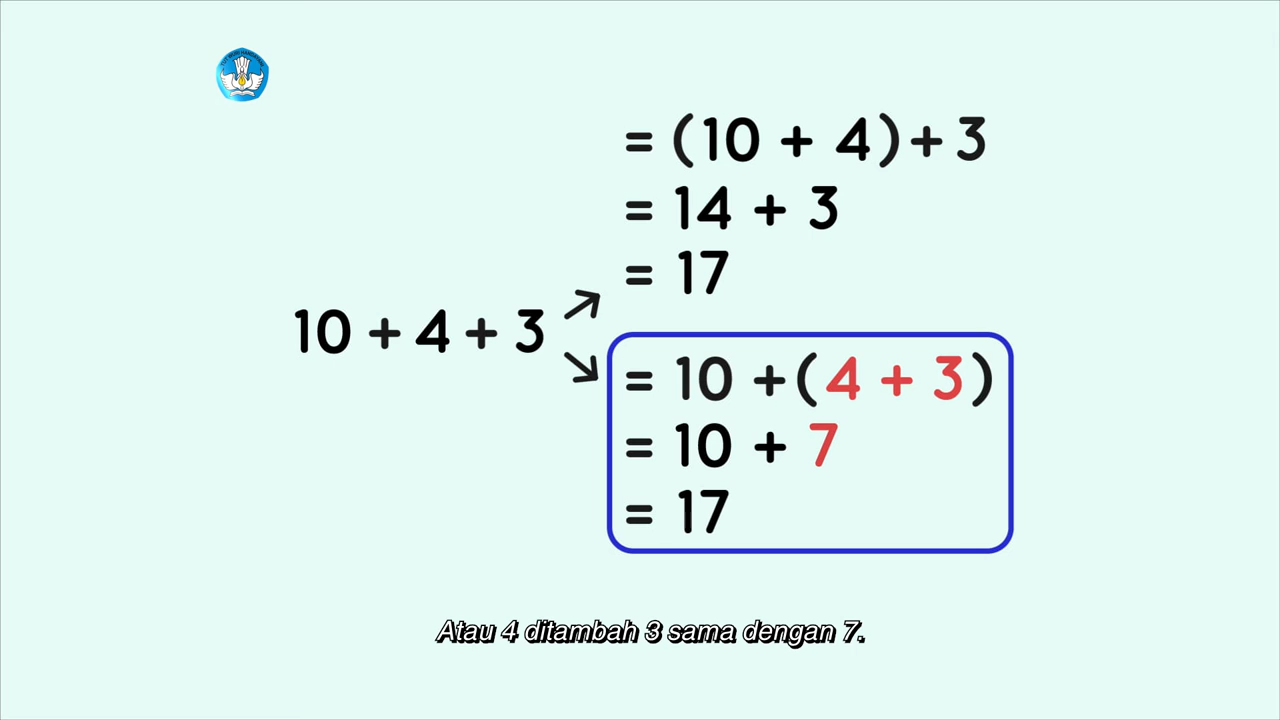 = (10 + 4) + 3
= 14 + 3
= 17
10 + 4 + 3
= 10 + (4 + 3)
= 10 + 7
= 17
Atau 4 ditambah 3 sama dengan 7.